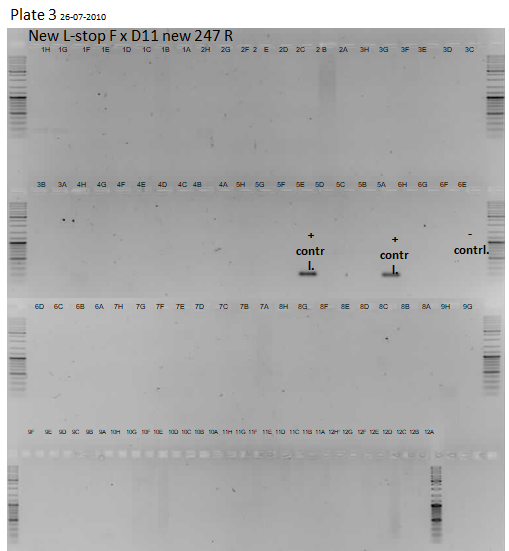 Plate 3 26-07-2010
New L-stop F x D11 new 247 R
1H 1G 1F 1E 1D 1C 1B 1A 2H 2G 2F 2 E 2D 2C 2 B 2A 3H 3G 3F 3E 3D 3C
3B 3A 4H 4G 4F 4E 4D 4C 4B 4A 5H 5G 5F 5E 5D 5C 5B 5A 6H 6G 6F 6E
+ + -
contr contr contrl.
l. l.
6D 6C 6B 6A 7H 7G 7F 7E 7D 7C 7B 7A 8H 8G 8F 8E 8D 8C 8B 8A 9H 9G
9F 9E 9D 9C 9B 9A 10H 10G 10F 10E 10D 10C 10B 10A 11H 11G 11F 11E 11D 11C 11B 11A 12H 12G 12F 12E 12D 12C 12B 12A